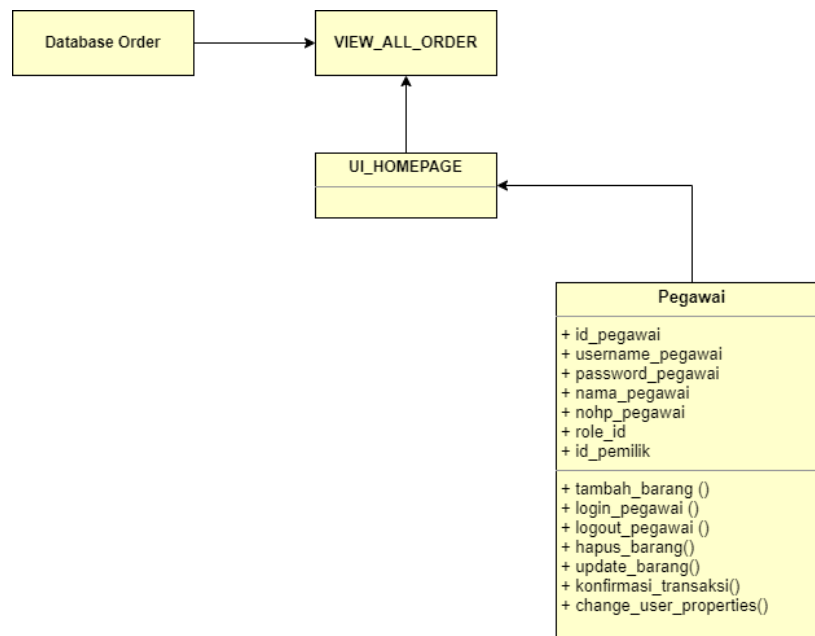 Database Order
VIEW_ALL_ORDER
UI_HOMEPAGE
Pegawai
+ id_pegawai
+ username_pegawai
+ password_pegawai
+ nama_pegawai
+ nohp_pegawai
+ role_id
+ id_pemilik
+ tambah_barang ()
+ login_pegawai ()
+ logout_pegawai ()
+ hapus_barang()
+ update_barang()
+ konfirmasi_transaksi()
+ change_user_properties()